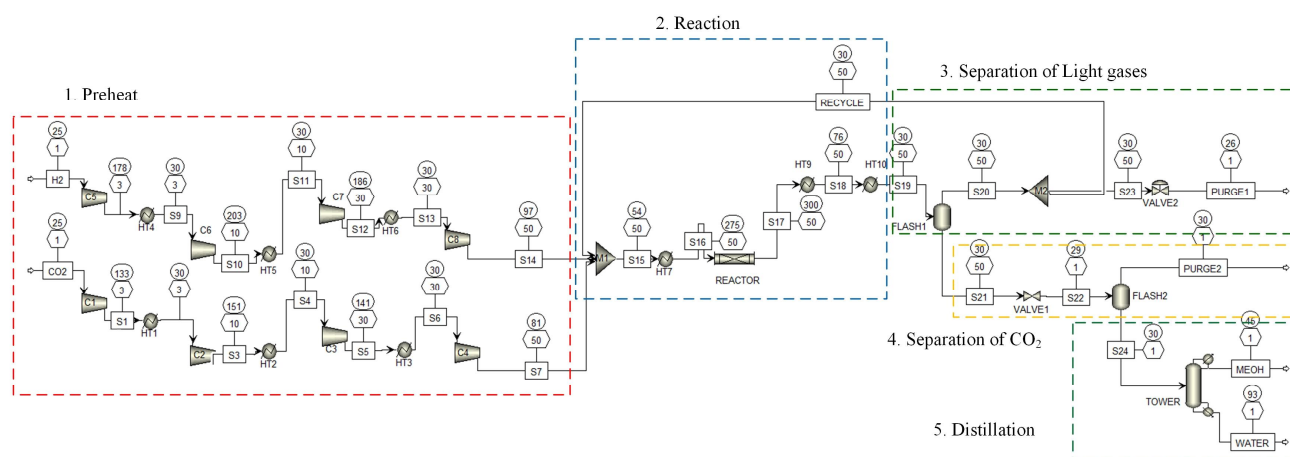 2. Reaction
3. Separation of Light gases
1. Preheat
30
50
RECYCLE
25
1
H2
178
3
C5
HT4
30
3
S9
C6
203
10
S10
HT5
30
10
S11
C7
186
30
S12
HT6
30
30
S13
C8
97
50
S14
25
1
CO2
C1
133
3
S1
HT1
30
3
C2
151
10
S3
HT2
30
10
S4
C3
141
30
S5
HT3
30
30
S6
C4
81
50
S7
M1
54
50
S15
HT7
S16
275
50
REACTOR
300
50
S17
HT9
76
50
S18
HT10
30
50
S19
FLASH1
30
50
S20
M2
30
50
S23
VALVE2
26
1
PURGE1
30
50
S21
VALVE1
29
1
S22
FLASH2
30
1
PURGE2
4. Separation of CO2
30
1
S24
TOWER
45
1
MEOH
93
1
WATER
5. Distillation